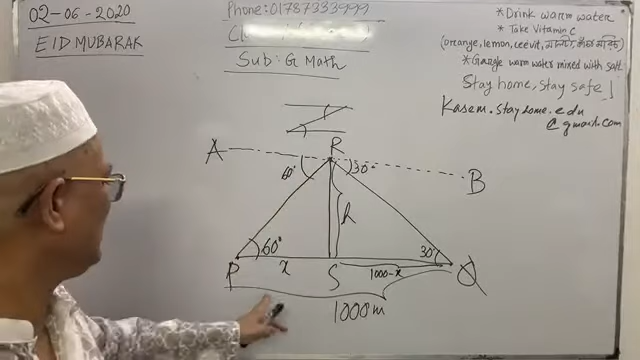 02-06-2020
EID MUBARAK
Phone: 01787333999
Sub: G Math
* Drink warm water
* Take Vitamin C
(orange, lemon, ceevit,
* Gargle warm water mixed with salt
Stay home, stay safe
Kasem.stayhome.edu
@gmail.com
A
R
B
60°
30°
h
60°
30°
P
x
S
1000-x
Q
1000m